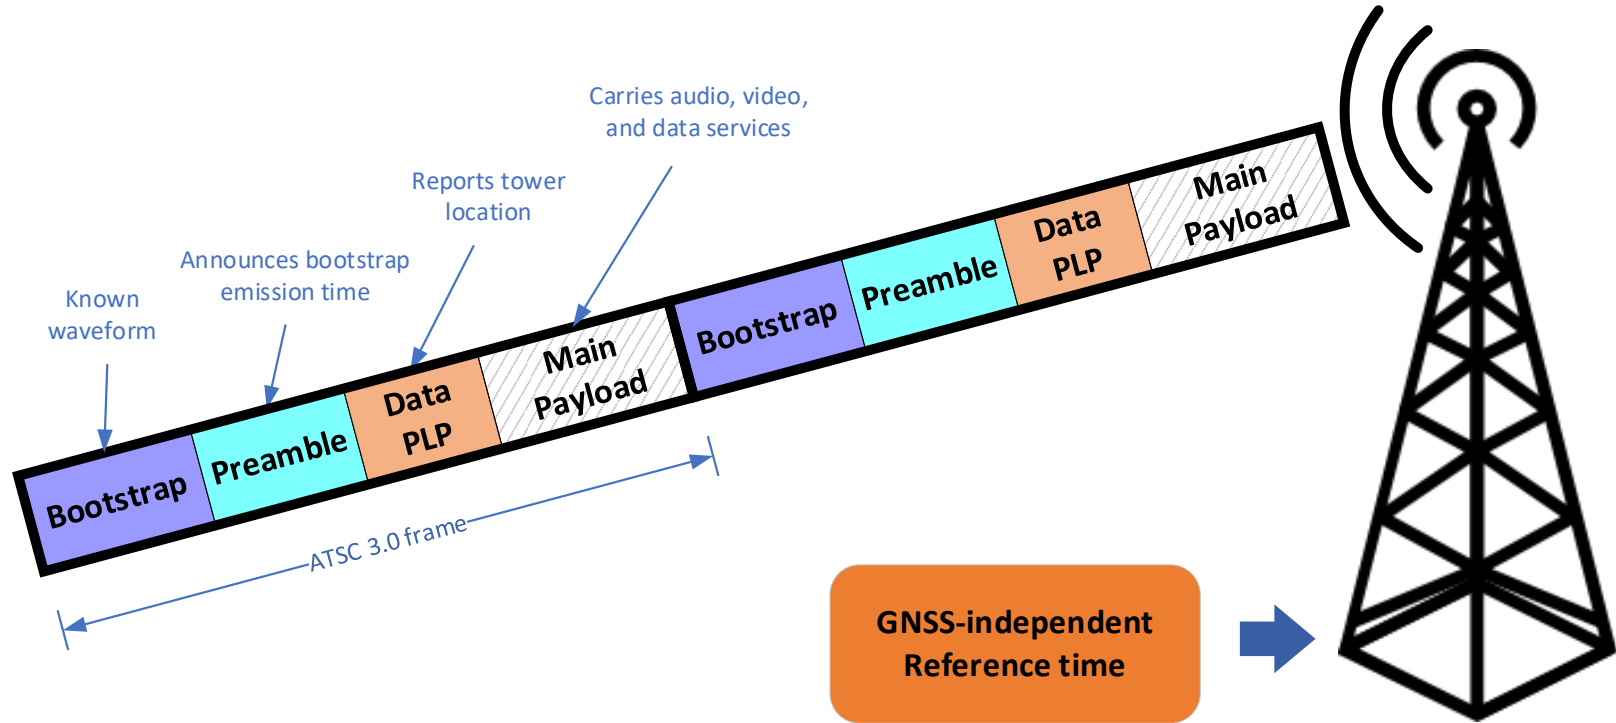 Carries audio, video,
and data services
Reports tower
location
Announces bootstrap
emission time
Known
waveform
Bootstrap
Preamble
Data
PLP
Main
Payload
Bootstrap
Preamble
Data
PLP
Main
Payload
ATSC 3.0 frame
GNSS-independent
Reference time